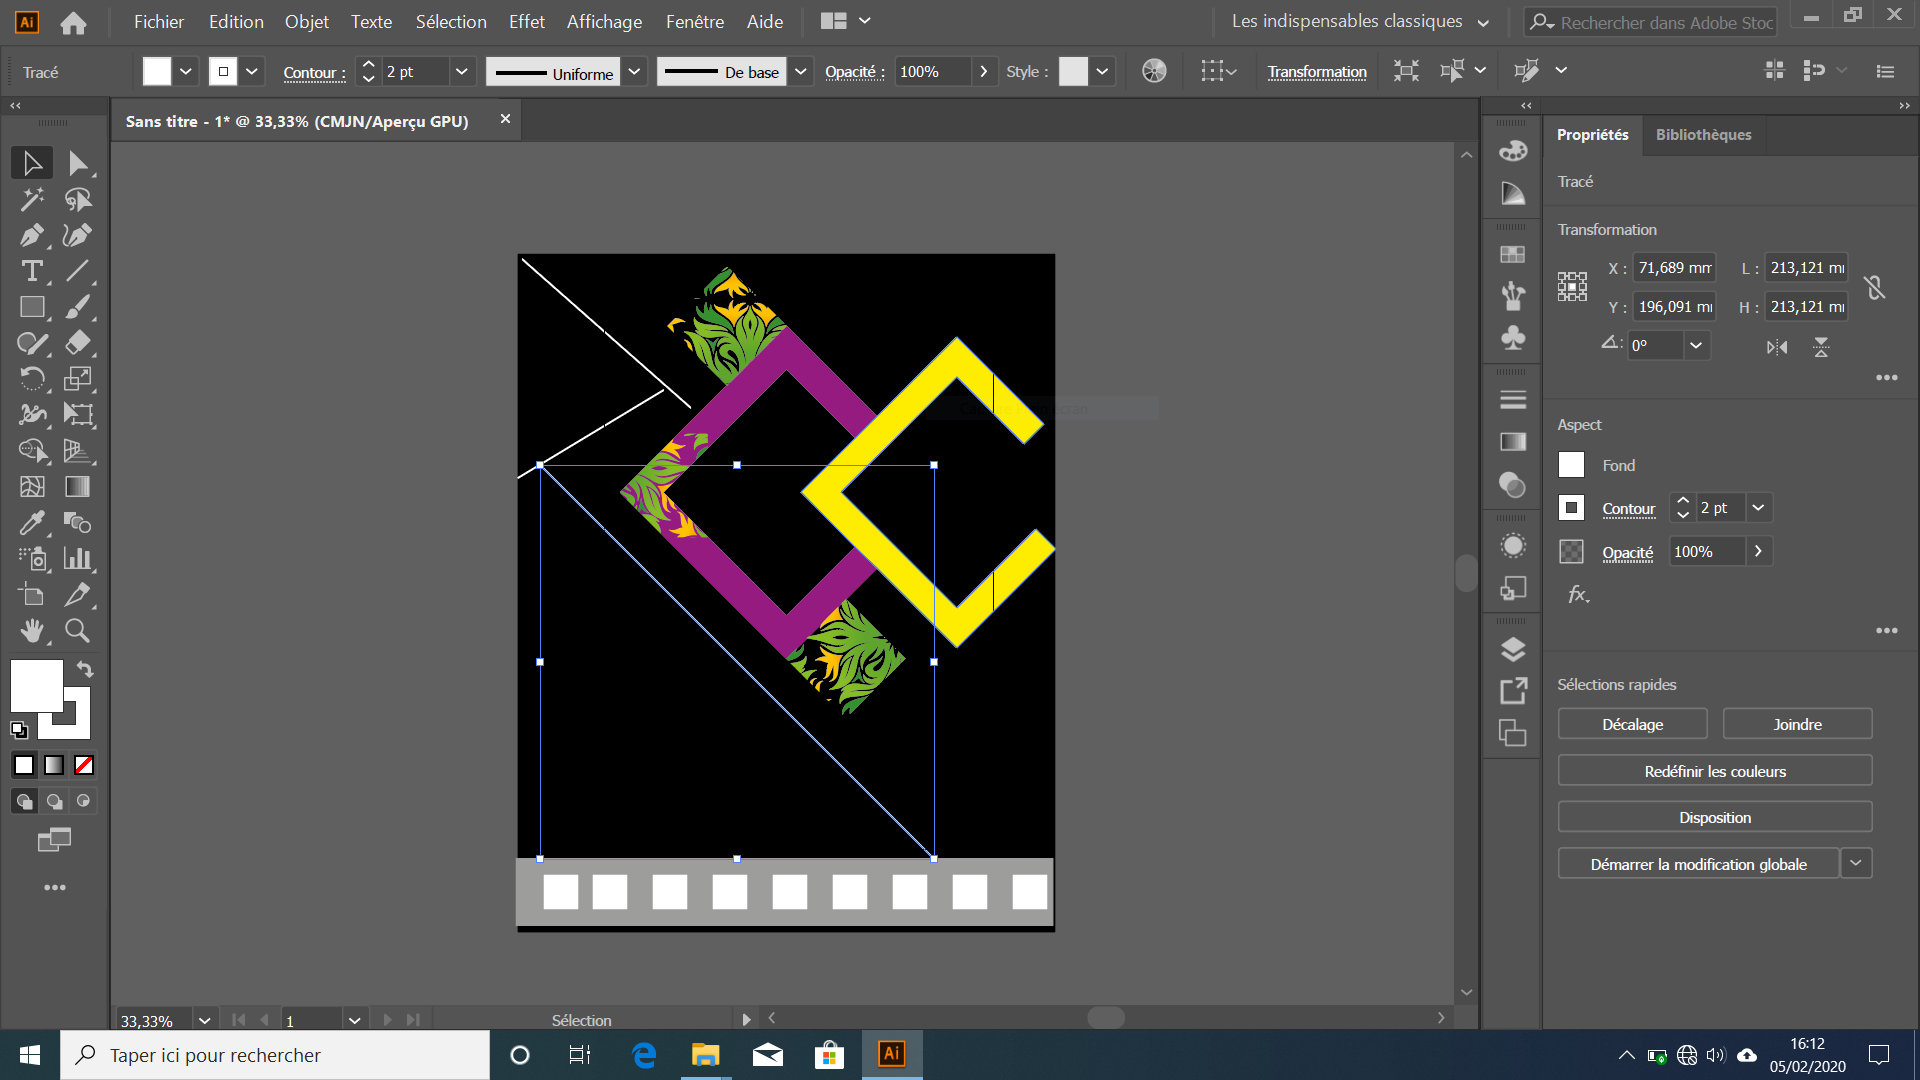 Ai Fichier Edition Objet Texte Sélection Effet Affichage Fenêtre Aide Les indispensables classiques Rechercher dans Adobe Stoc
Tracé Contour : 2 pt Uniforme De base Opacité : 100% Style : Transformation
Sans titre - 1* @ 33,33% (CMJN/Aperçu GPU)
Propriétés Bibliothèques
Tracé
Transformation
X : 71,689 mm L : 213,121 m
Y : 196,091 m H : 213,121 m
0°
Aspect
Fond
Contour 2 pt
Opacité 100%
fx
Sélections rapides
Décalage Joindre
Redéfinir les couleurs
Disposition
Démarrer la modification globale
33,33% 1 Sélection
Taper ici pour rechercher
Ai
16:12
05/02/2020